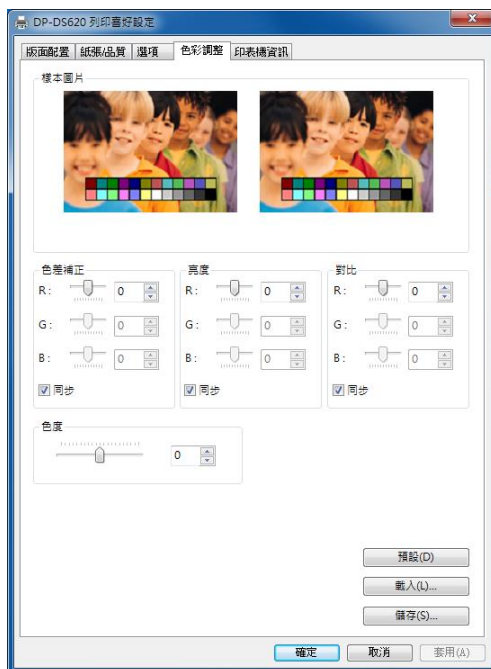 DP-DS620 列印喜好設定
版面配置 紙張/品質 選項 色彩調整 印表機資訊
樣本圖片
色差補正 亮度 對比
R: 0 R: 0 R: 0
G: 0 G: 0 G: 0
B: 0 B: 0 B: 0
同步 同步 同步
色度
0
預設(D)
載入(L)...
儲存(S)...
確定 取消 套用(A)